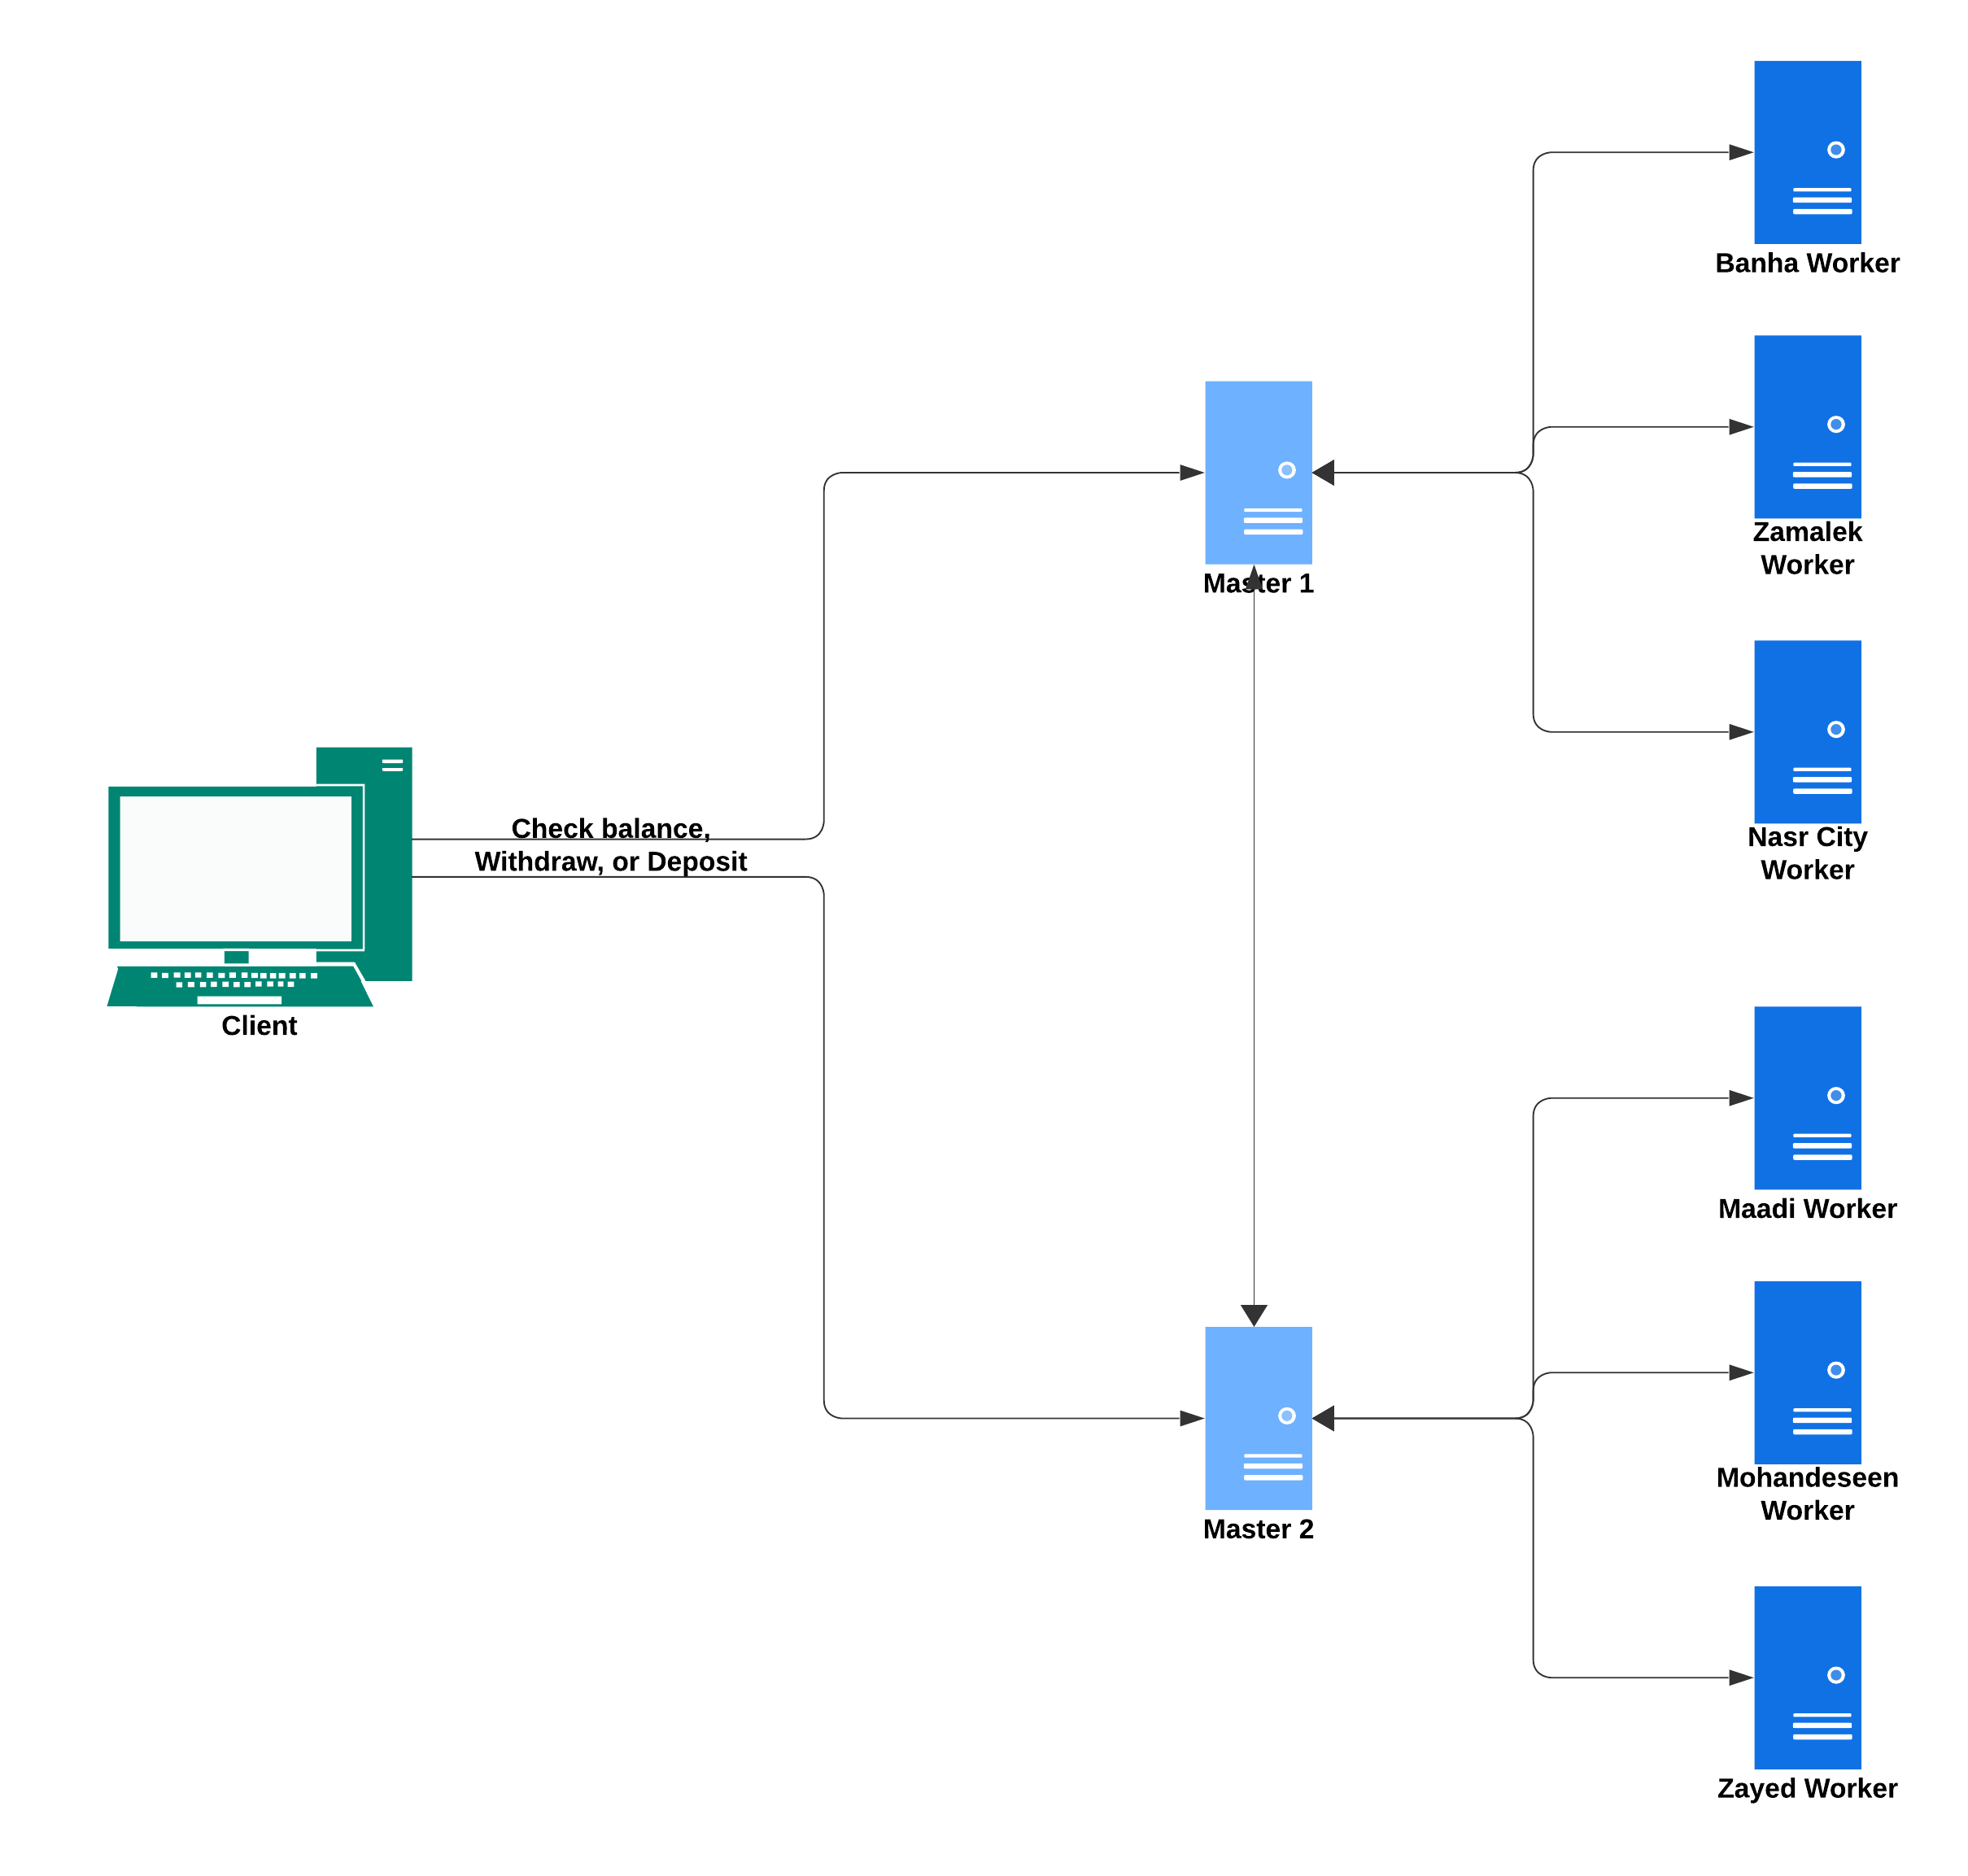 Banha Worker
Zamalek
Worker
Master 1
Nasr City
Worker
Check balance,
Withdraw, or Deposit
Client
Maadi Worker
Mohandeseen
Worker
Master 2
Zayed Worker